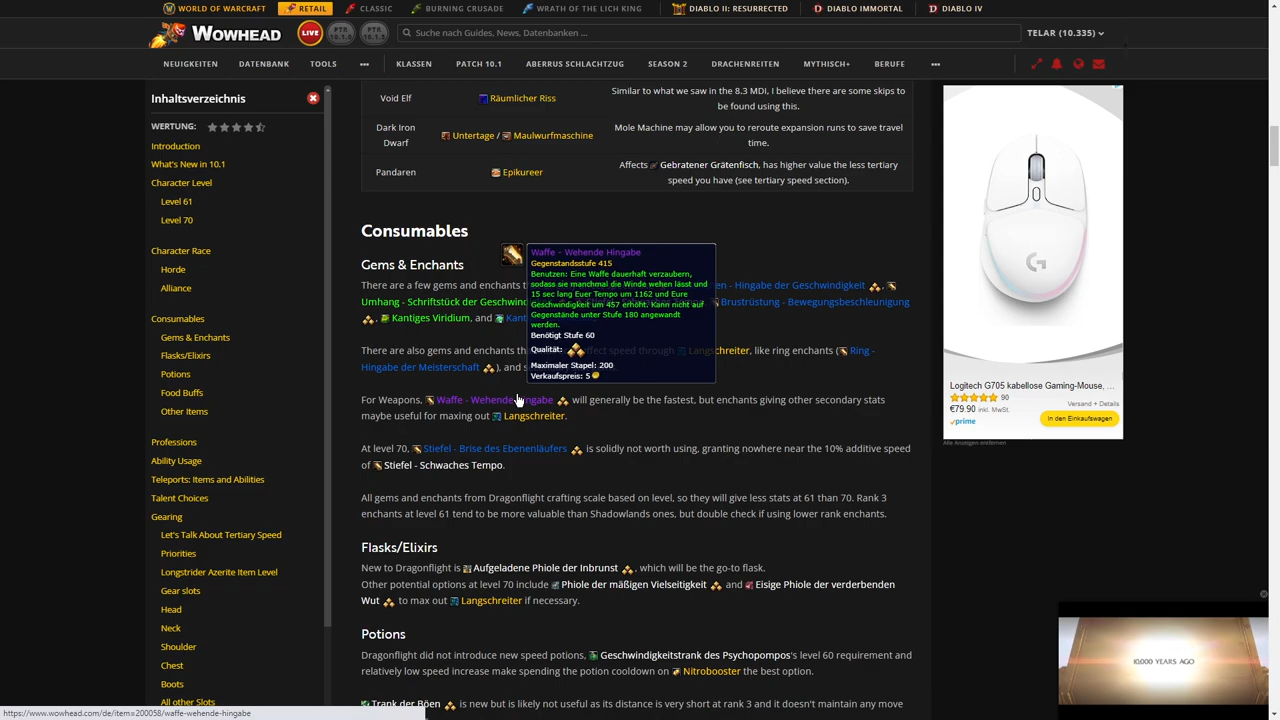 WORLD OF WARCRAFT RETAIL CLASSIC BURNING CRUSADE WRATH OF THE LICH KING DIABLO II: RESURRECTED DIABLO IMMORTAL DIABLO IV
WOWHEAD LIVE PTR 10.1.0 PTR 10.1.5 Suche nach Guides, News, Datenbanken ... TELAR (10.335)
NEUIGKEITEN DATENBANK TOOLS ••• KLASSEN PATCH 10.1 ABERRUS SCHLACHTZUG SEASON 2 DRACHENREITEN MYTHISCH+ BERUFE •••
Inhaltsverzeichnis
WERTUNG:
Introduction
What's New in 10.1
Character Level
Level 61
Level 70
Character Race
Horde
Alliance
Consumables
Gems & Enchants
Flasks/Elixirs
Potions
Food Buffs
Other Items
Professions
Ability Usage
Teleports: Items and Abilities
Talent Choices
Gearing
Let's Talk About Tertiary Speed
Priorities
Longstrider Azerite Item Level
Gear slots
Head
Neck
Shoulder
Chest
Boots
All other Slots
Void Elf Räumlicher Riss Similar to what we saw in the 8.3 MDI, I believe there are some skips to
be found using this.
Dark Iron
Dwarf
Untertage / Maulwurfmaschine
Mole Machine may allow you to reroute expansion runs to save travel
time.
Pandaren Epikureer Affects Gebratener Grätenfisch, has higher value the less tertiary
speed you have (see tertiary speed section).
Consumables
Gems & Enchants
There are a few gems and enchants t en - Hingabe der Geschwindigkeit ,
Umhang - Schriftstück der Geschwin Brustrüstung - Bewegungsbeschleunigung
, Kantiges Viridium, and Kant
There are also gems and enchants th ffect speed through Langschreiter, like ring enchants ( Ring -
Hingabe der Meisterschaft ), and s
Waffe - Wehende Hingabe
Gegenstandsstufe 415
Benutzen: Eine Waffe dauerhaft verzaubern,
sodass sie manchmal die Winde wehen lässt und
15 sec lang Euer Tempo um 1162 und Eure
Geschwindigkeit um 457 erhöht. Kann nicht auf
Gegenstände unter Stufe 180 angewandt
werden.
Benötigt Stufe 60
Qualität:
Maximaler Stapel: 200
Verkaufspreis: 5
For Weapons, Waffe - Wehende Hingabe will generally be the fastest, but enchants giving other secondary stats
maybe useful for maxing out Langschreiter.
At level 70, Stiefel - Brise des Ebenenläufers is solidly not worth using, granting nowhere near the 10% additive speed
of Stiefel - Schwaches Tempo.
All gems and enchants from Dragonflight crafting scale based on level, so they will give less stats at 61 than 70. Rank 3
enchants at level 61 tend to be more valuable than Shadowlands ones, but double check if using lower rank enchants.
Flasks/Elixirs
New to Dragonflight is Aufgeladene Phiole der Inbrunst , which will be the go-to flask.
Other potential options at level 70 include Phiole der mäßigen Vielseitigkeit and Eisige Phiole der verderbenden
Wut to max out Langschreiter if necessary.
Potions
Dragonflight did not introduce new speed potions, Geschwindigkeitstrank des Psychopompos's level 60 requirement and
relatively low speed increase make spending the potion cooldown on Nitrobooster the best option.
Trank der Böen is new but is likely not useful as its distance is very short at rank 3 and it doesn't maintain any move
Logitech G705 kabellose Gaming-Mouse, ...
90
€79.90 inkl. MwSt.
Versand + Details
prime
In den Einkaufswagen
Alle Anzeigen entfernen
10,000 YEARS AGO
https://www.wowhead.com/de/item=200058/waffe-wehende-hingabe